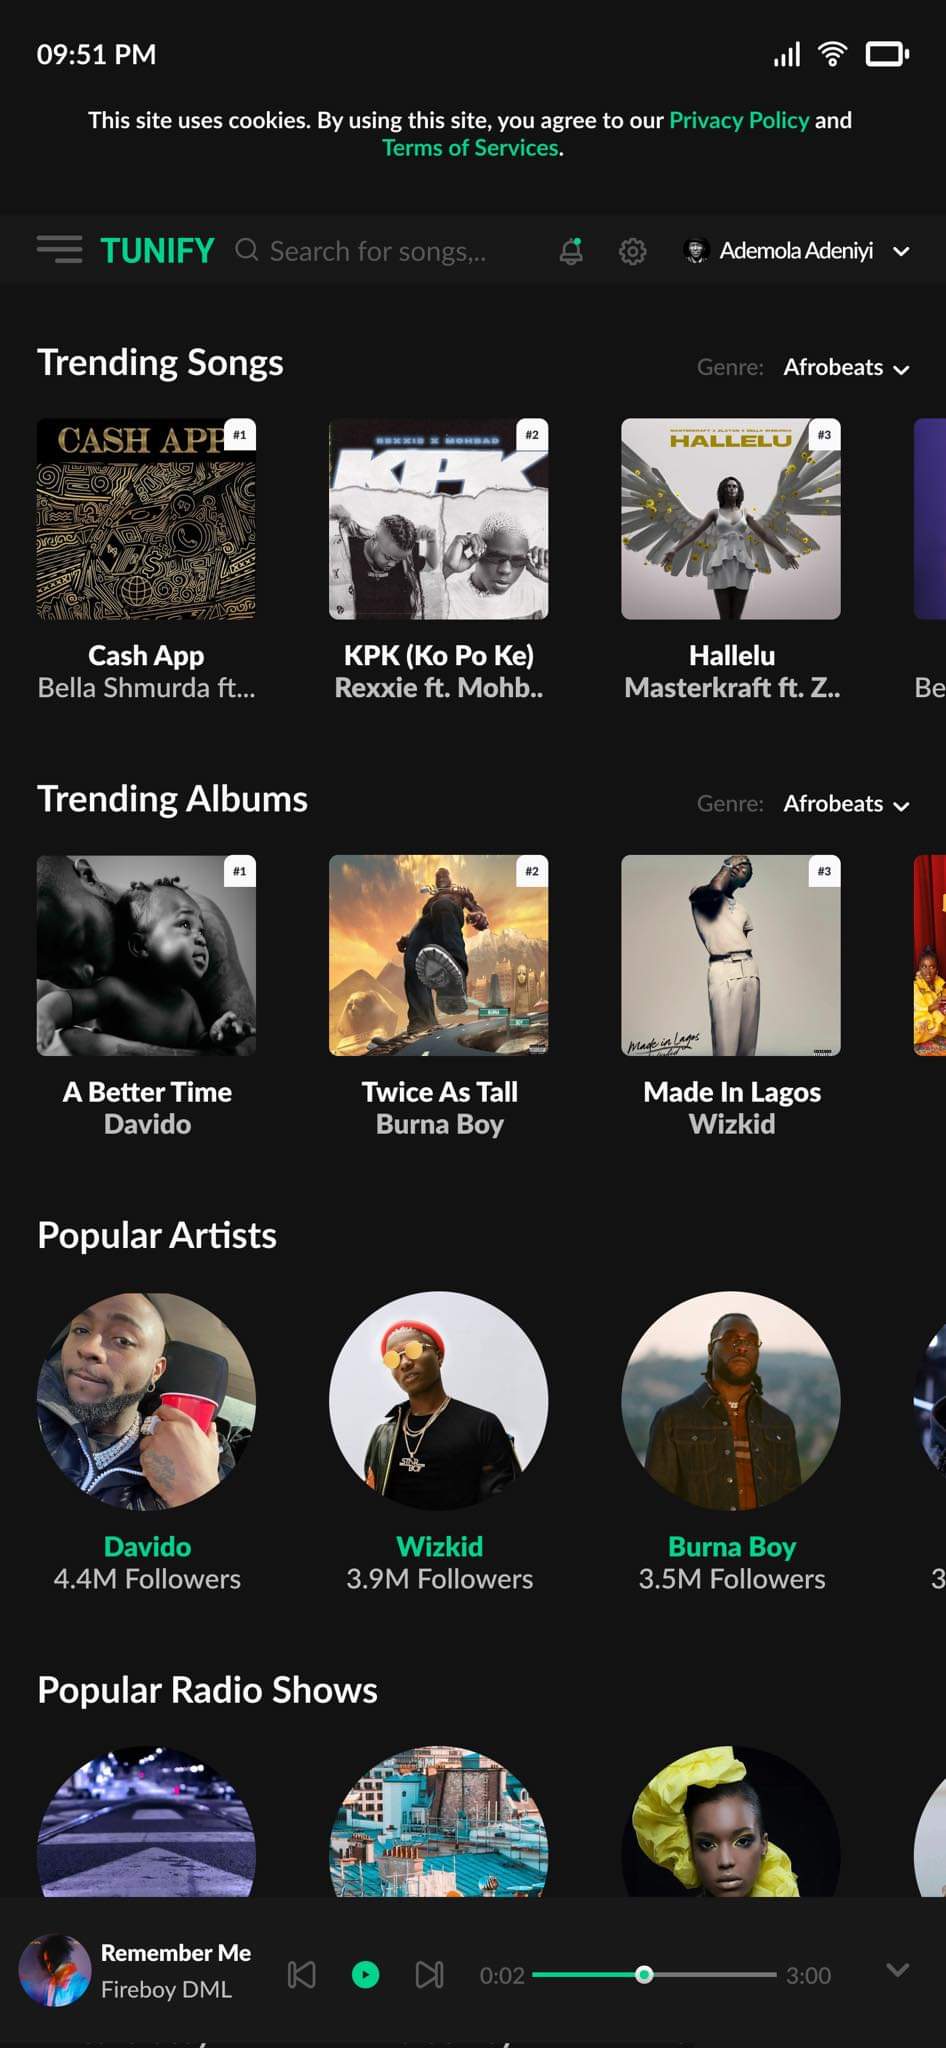 09:51 PM
This site uses cookies. By using this site, you agree to our Privacy Policy and
Terms of Services.
TUNIFY
Search for songs,..
Ademola Adeniyi
Trending Songs
Genre: Afrobeats
CASH APP
#1
REXXIE X MOHBAD
KPK
#2
HALLELU
#3
Cash App
Bella Shmurda ft...
KPK (Ko Po Ke)
Rexxie ft. Mohb..
Hallelu
Masterkraft ft. Z..
Be
Trending Albums
Genre: Afrobeats
#1
#2
#3
Made in Lagos
A Better Time
Davido
Twice As Tall
Burna Boy
Made In Lagos
Wizkid
Popular Artists
STAR
BOY
Davido
4.4M Followers
Wizkid
3.9M Followers
Burna Boy
3.5M Followers
3
Popular Radio Shows
Remember Me
Fireboy DML
0:02
3:00